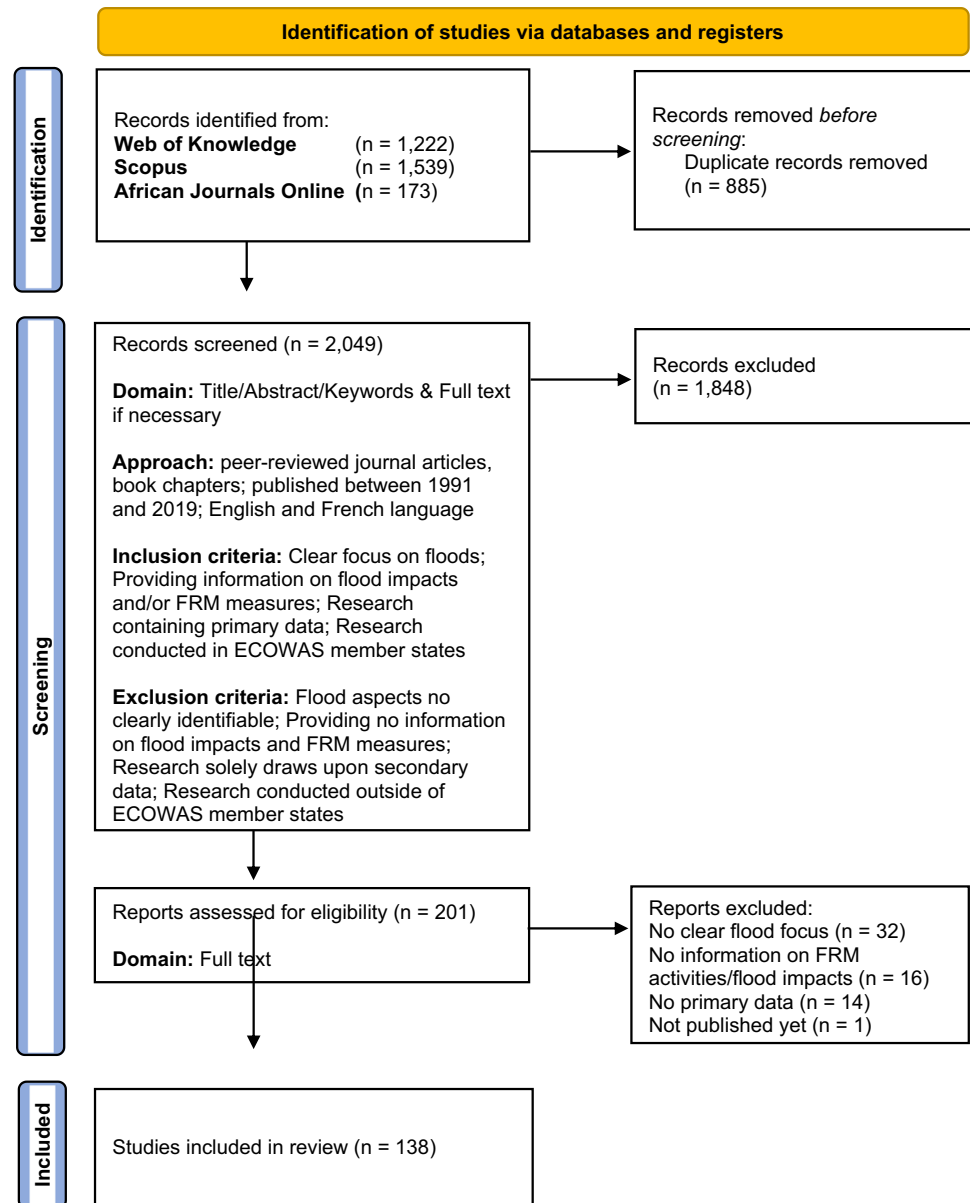 Identification of studies via databases and registers
Identification
Records identified from:
Web of Knowledge (n = 1,222)
Scopus (n = 1,539)
African Journals Online (n = 173)
Records removed before
screening:
Duplicate records removed
(n = 885)
Screening
Records screened (n = 2,049)
Domain: Title/Abstract/Keywords & Full text
if necessary
Approach: peer-reviewed journal articles,
book chapters; published between 1991
and 2019; English and French language
Inclusion criteria: Clear focus on floods;
Providing information on flood impacts
and/or FRM measures; Research
containing primary data; Research
conducted in ECOWAS member states
Exclusion criteria: Flood aspects no
clearly identifiable; Providing no information
on flood impacts and FRM measures;
Research solely draws upon secondary
data; Research conducted outside of
ECOWAS member states
Records excluded
(n = 1,848)
Reports assessed for eligibility (n = 201)
Domain: Full text
Reports excluded:
No clear flood focus (n = 32)
No information on FRM
activities/flood impacts (n = 16)
No primary data (n = 14)
Not published yet (n = 1)
Included
Studies included in review (n = 138)